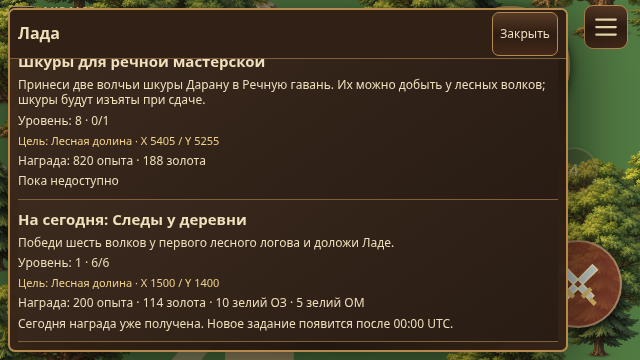 Лада
Закрыть
Шкуры для речной мастерской
Принеси две волчьи шкуры Дарану в Речную гавань. Их можно добыть у лесных волков;
шкуры будут изъяты при сдаче.
Уровень: 8 · 0/1
Цель: Лесная долина · X 5405 / Y 5255
Награда: 820 опыта · 188 золота
Пока недоступно
На сегодня: Следы у деревни
Победи шесть волков у первого лесного логова и доложи Ладе.
Уровень: 1 · 6/6
Цель: Лесная долина · X 1500 / Y 1400
Награда: 200 опыта · 114 золота · 10 зелий ОЗ · 5 зелий ОМ
Сегодня награда уже получена. Новое задание появится после 00:00 UTC.